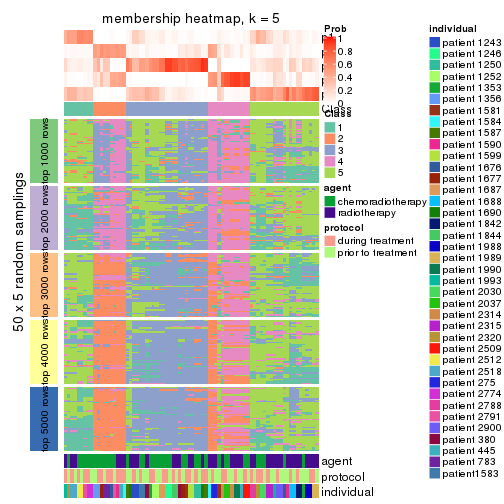 membership heatmap, k = 5
50 x 5 random samplings
top 1000 rows
top 2000 rows
top 3000 rows
top 4000 rows
top 5000 rows
Class
agent
protocol
individual
Prob
1
0.8
0.6
0.4
0.2
0
Class
1
2
3
4
5
agent
chemoradiotherapy
radiotherapy
protocol
during treatment
prior to treatment
individual
patient 1243
patient 1246
patient 1250
patient 1252
patient 1353
patient 1356
patient 1581
patient 1584
patient 1587
patient 1590
patient 1599
patient 1676
patient 1677
patient 1687
patient 1688
patient 1690
patient 1842
patient 1844
patient 1988
patient 1989
patient 1990
patient 1993
patient 2030
patient 2037
patient 2314
patient 2315
patient 2320
patient 2509
patient 2512
patient 2518
patient 275
patient 2774
patient 2788
patient 2791
patient 2900
patient 380
patient 445
patient 783
patient1583